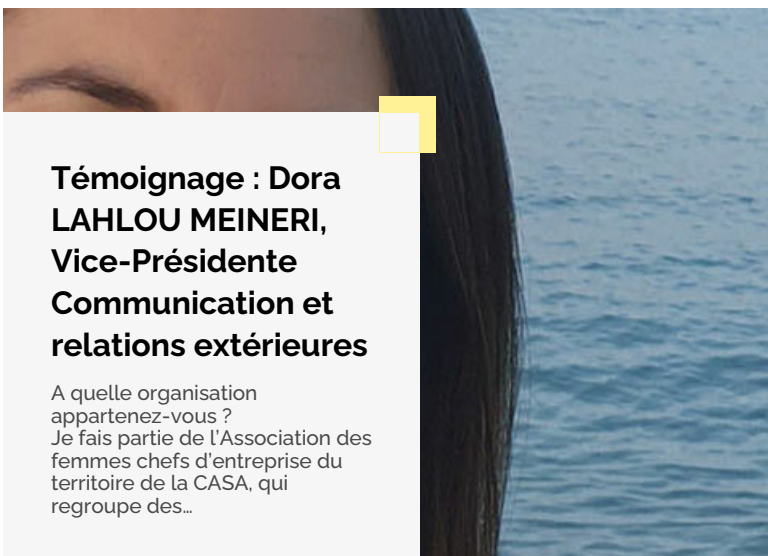 Témoignage : Dora
LAHLOU MEINERI,
Vice-Présidente
Communication et
relations extérieures
A quelle organisation
appartenez-vous ?
Je fais partie de l’Association des
femmes chefs d’entreprise du
territoire de la CASA, qui
regroupe des…